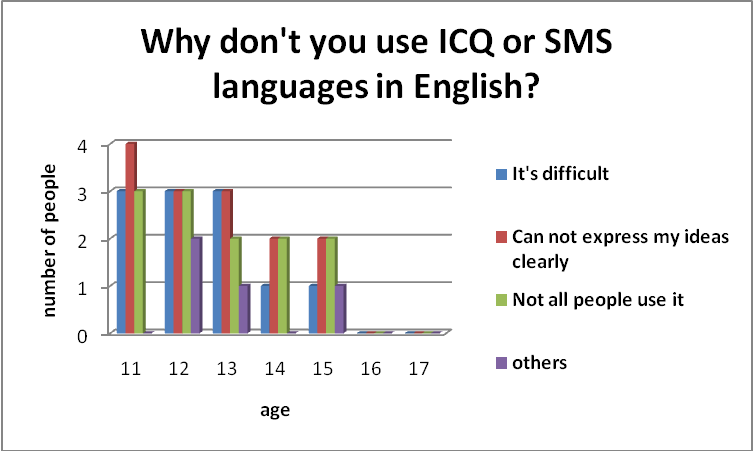 Why don't you use ICQ or SMS
languages in English?
4
3
2
1
0
number of people
11 12 13 14 15 16 17
age
It's difficult
Can not express my ideas
clearly
Not all people use it
others